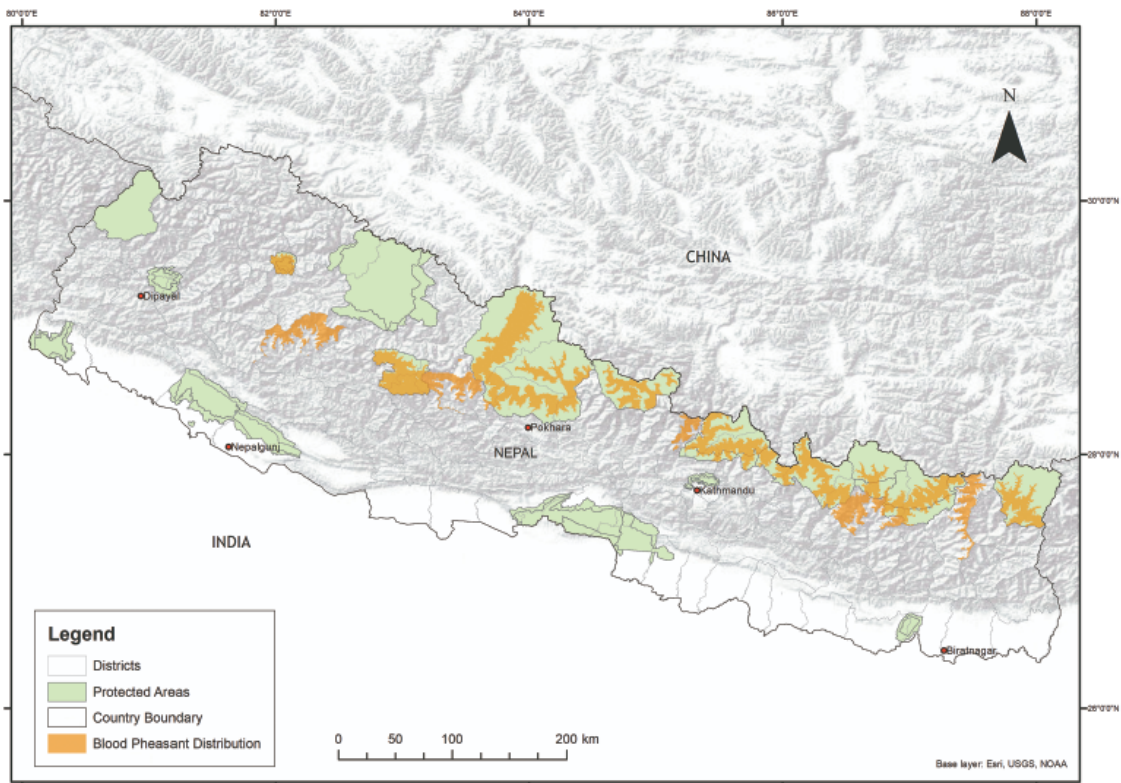 80°0'0"E 82°0'0"E 84°0'0"E 86°0'0"E 88°0'0"E
N
30°0'0"N
CHINA
Dipayal
Pokhara
NEPAL
28°0'0"N
Nepalgunj
Kathmandu
INDIA
Biratnagar
26°0'0"N
Legend
Districts
Protected Areas
Country Boundary
Blood Pheasant Distribution
0 50 100 200 km
Base layer: Esri, USGS, NOAA